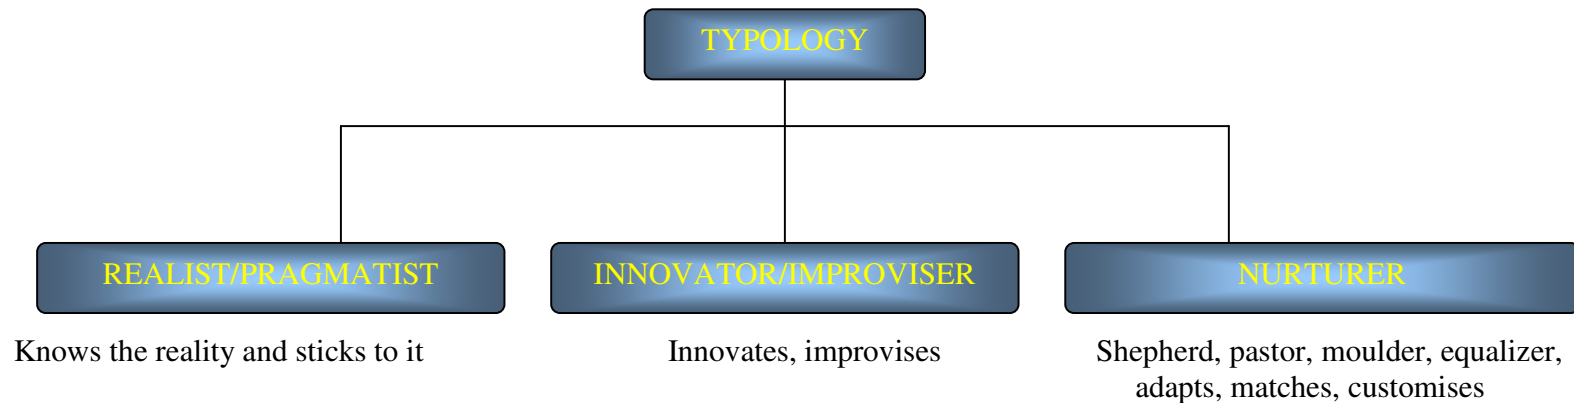 TYPOLOGY
REALIST/PRAGMATIST
INNOVATOR/IMPROVISER
NURTURER
Knows the reality and sticks to it
Innovates, improvises
Shepherd, pastor, moulder, equalizer,
adapts, matches, customises